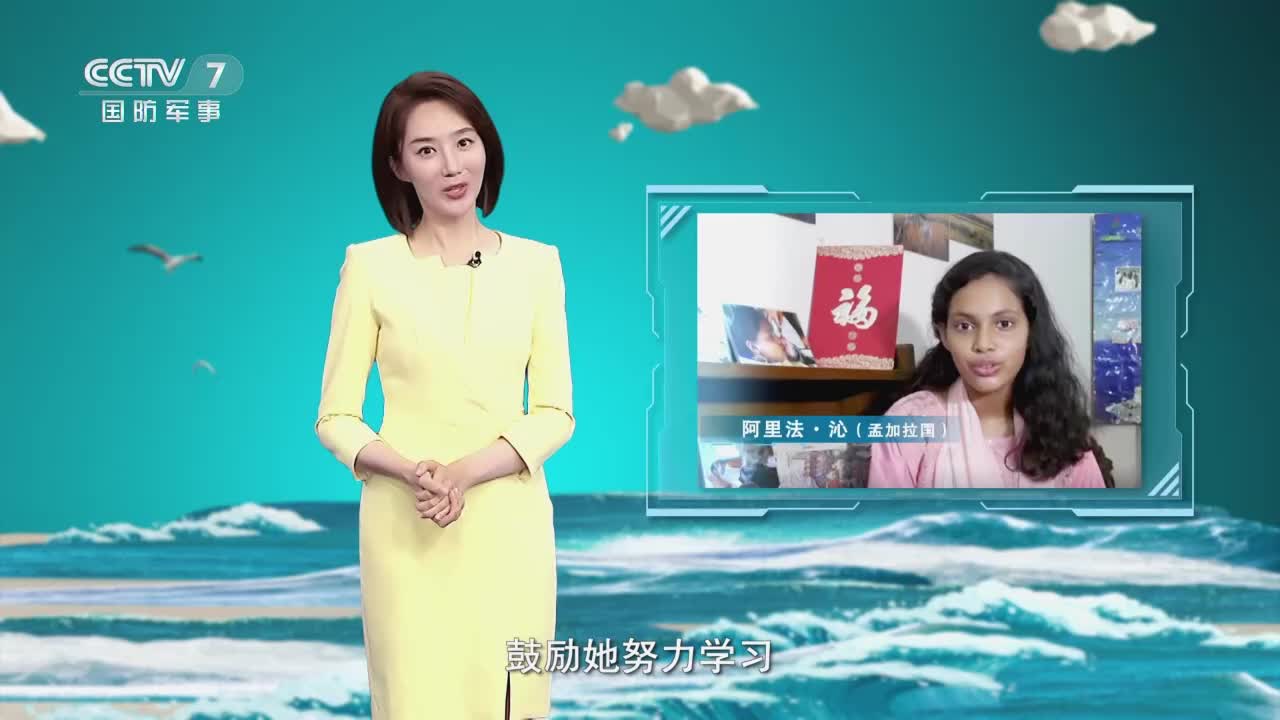 CCTV 7
国防军事
福
阿里法·沁（孟加拉国）
鼓励她努力学习